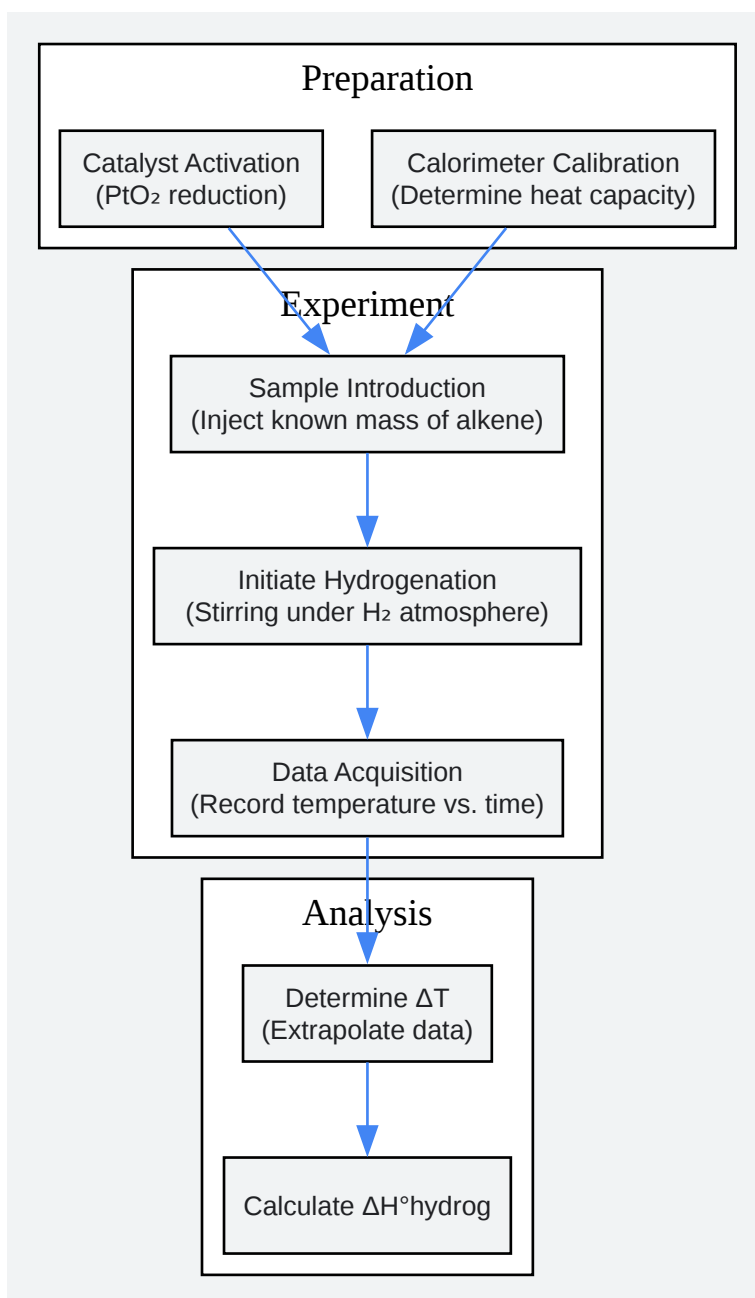 Preparation
Catalyst Activation
(PtO₂ reduction)
Calorimeter Calibration
(Determine heat capacity)
Experiment
Sample Introduction
(Inject known mass of alkene)
Initiate Hydrogenation
(Stirring under H₂ atmosphere)
Data Acquisition
(Record temperature vs. time)
Analysis
Determine ΔT
(Extrapolate data)
Calculate ΔH°hydrog